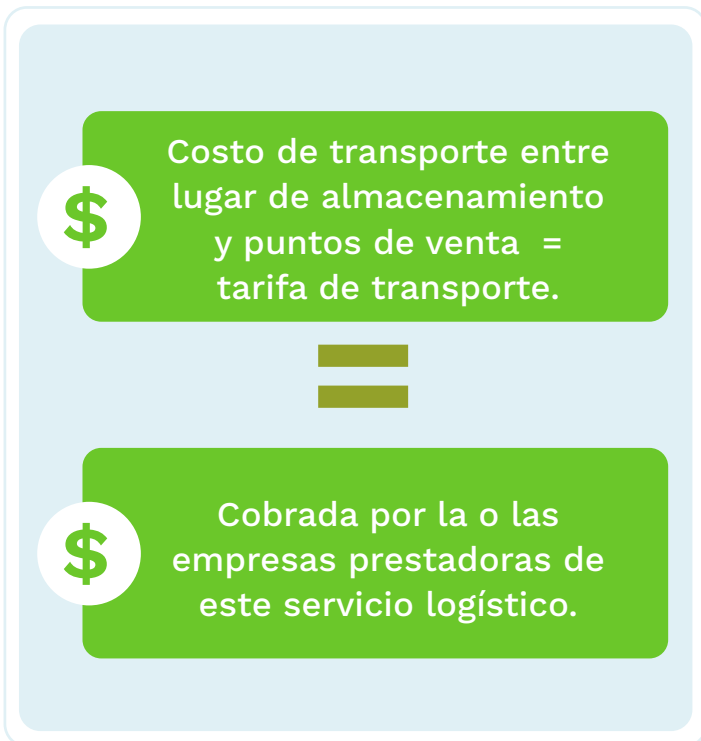 Costo de transporte entre
lugar de almacenamiento
$
y puntos de venta =
tarifa de transporte.
=
Cobrada por la o las
$
empresas prestadoras de
este servicio logístico.